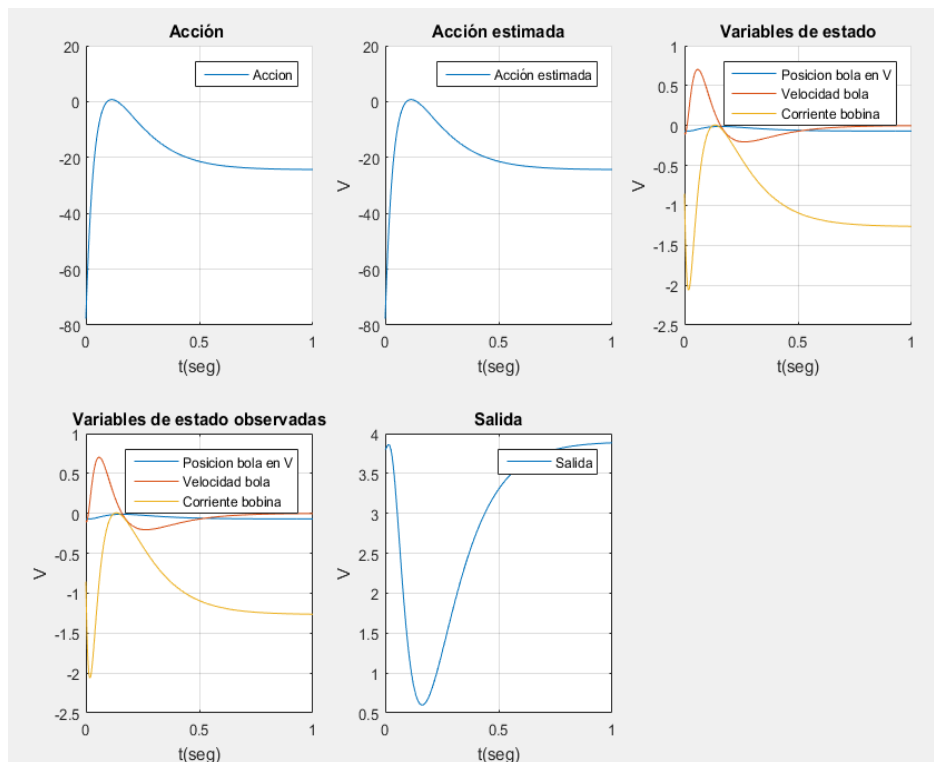 Acción
20
0
-20
-40
-60
-80
0
0.5
1
t(seg)
Accion
Acción estimada
V
20
0
-20
-40
-60
-80
0
0.5
1
t(seg)
Acción estimada
Variables de estado
V
1
0.5
0
-0.5
-1
-1.5
-2
-2.5
0
0.5
1
t(seg)
Posicion bola en V
Velocidad bola
Corriente bobina
Variables de estado observadas
V
1
0.5
0
-0.5
-1
-1.5
-2
-2.5
0
0.5
1
t(seg)
Posicion bola en V
Velocidad bola
Corriente bobina
Salida
V
4
3.5
3
2.5
2
1.5
1
0.5
0
0.5
1
t(seg)
Salida